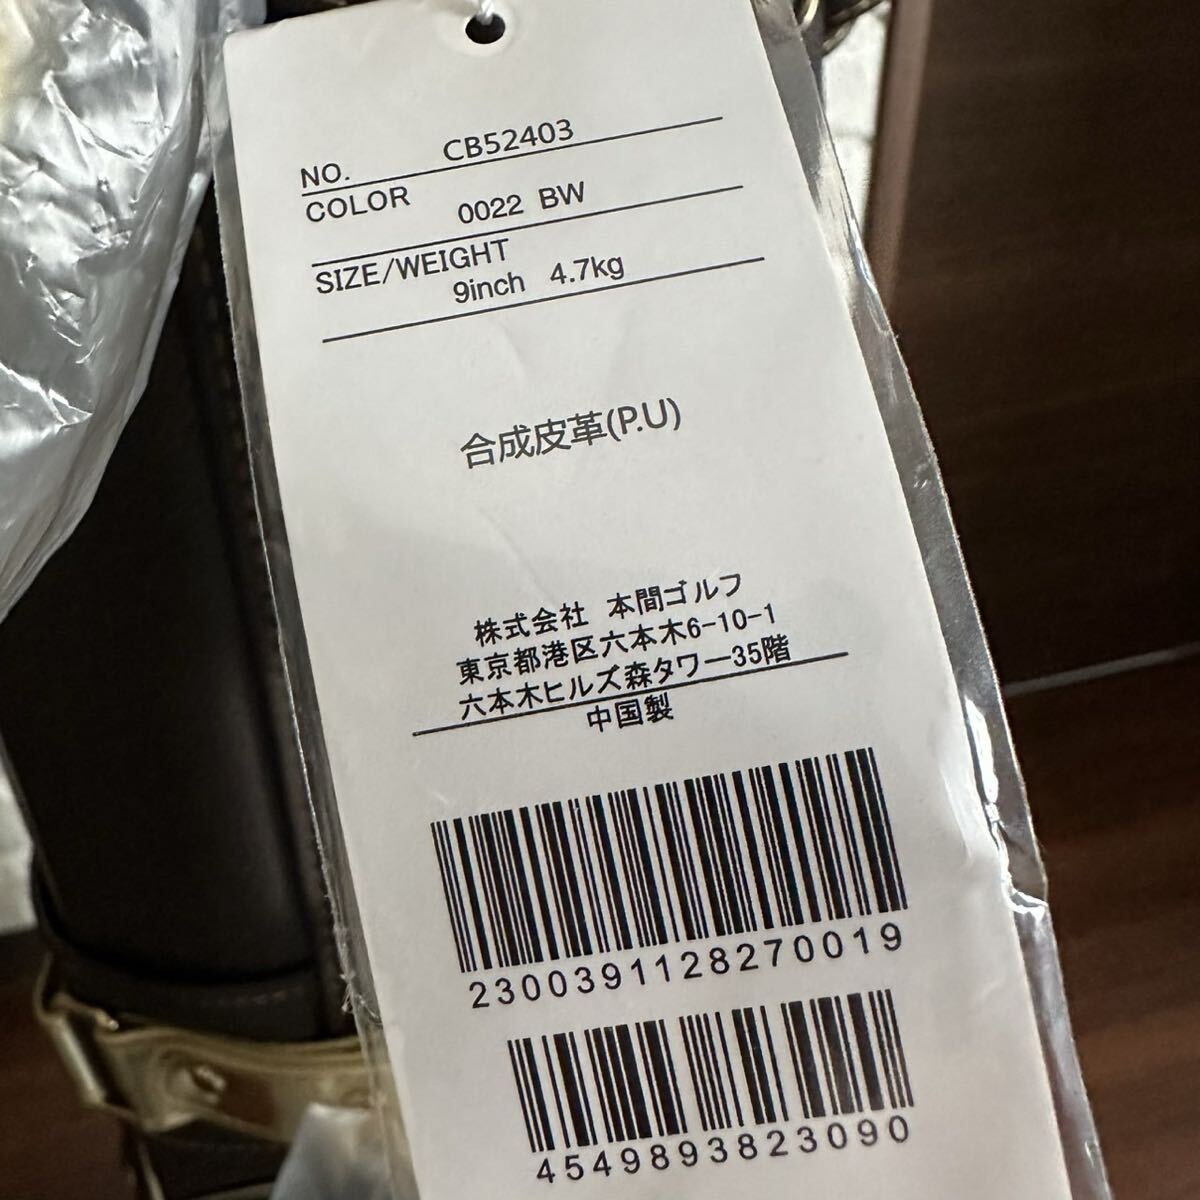 NO. CB52403
COLOR 0022 BW
SIZE/WEIGHT
9inch 4.7kg
合成皮革(P.U)
株式会社 本間ゴルフ
東京都港区六本木6-10-1
六本木ヒルズ森タワー35階
中国製
2300391128270019
4549893823090